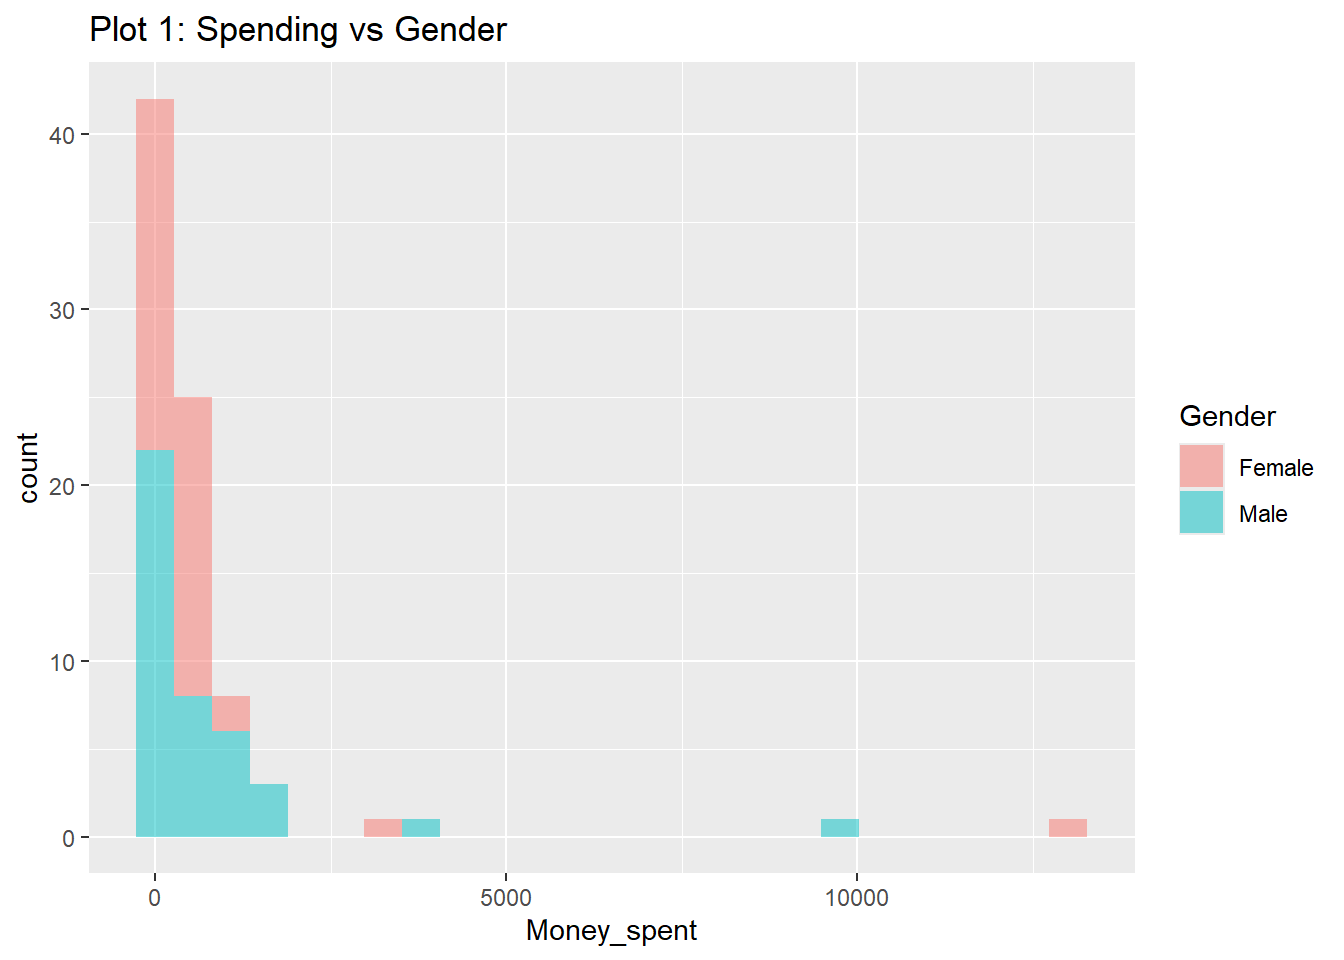 Plot 1: Spending vs Gender
40
30
20
10
0
count
0 5000 10000
Money_spent
Gender
Female
Male